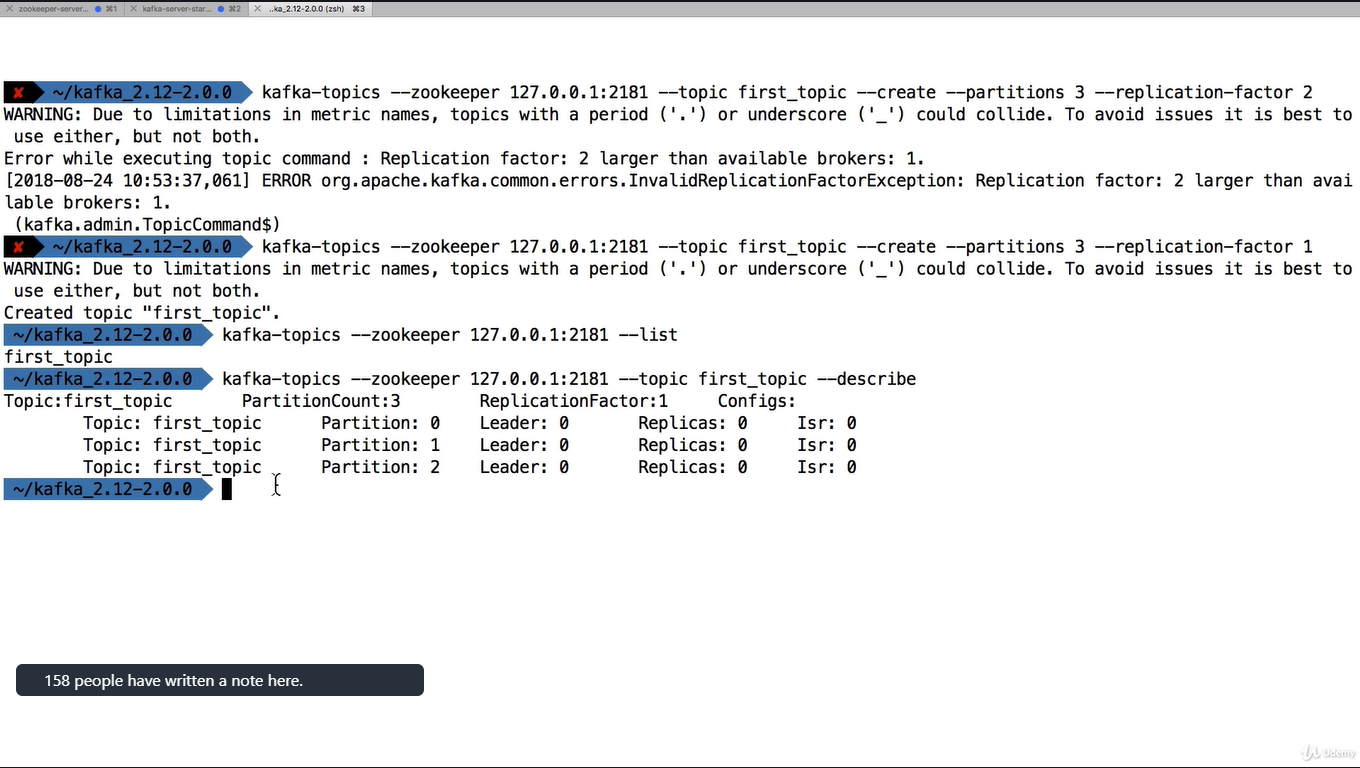 zookeeper-server... ⌘1 kafka-server-star... ⌘2 ..ka_2.12-2.0.0 (zsh) ⌘3
✘ ~/kafka_2.12-2.0.0 kafka-topics --zookeeper 127.0.0.1:2181 --topic first_topic --create --partitions 3 --replication-factor 2
WARNING: Due to limitations in metric names, topics with a period ('.') or underscore ('_') could collide. To avoid issues it is best to
use either, but not both.
Error while executing topic command : Replication factor: 2 larger than available brokers: 1.
[2018-08-24 10:53:37,061] ERROR org.apache.kafka.common.errors.InvalidReplicationFactorException: Replication factor: 2 larger than avai
lable brokers: 1.
(kafka.admin.TopicCommand$)
✘ ~/kafka_2.12-2.0.0 kafka-topics --zookeeper 127.0.0.1:2181 --topic first_topic --create --partitions 3 --replication-factor 1
WARNING: Due to limitations in metric names, topics with a period ('.') or underscore ('_') could collide. To avoid issues it is best to
use either, but not both.
Created topic "first_topic".
~/kafka_2.12-2.0.0 kafka-topics --zookeeper 127.0.0.1:2181 --list
first_topic
~/kafka_2.12-2.0.0 kafka-topics --zookeeper 127.0.0.1:2181 --topic first_topic --describe
Topic:first_topic PartitionCount:3 ReplicationFactor:1 Configs:
Topic: first_topic Partition: 0 Leader: 0 Replicas: 0 Isr: 0
Topic: first_topic Partition: 1 Leader: 0 Replicas: 0 Isr: 0
Topic: first_topic Partition: 2 Leader: 0 Replicas: 0 Isr: 0
~/kafka_2.12-2.0.0
158 people have written a note here.
Udemy